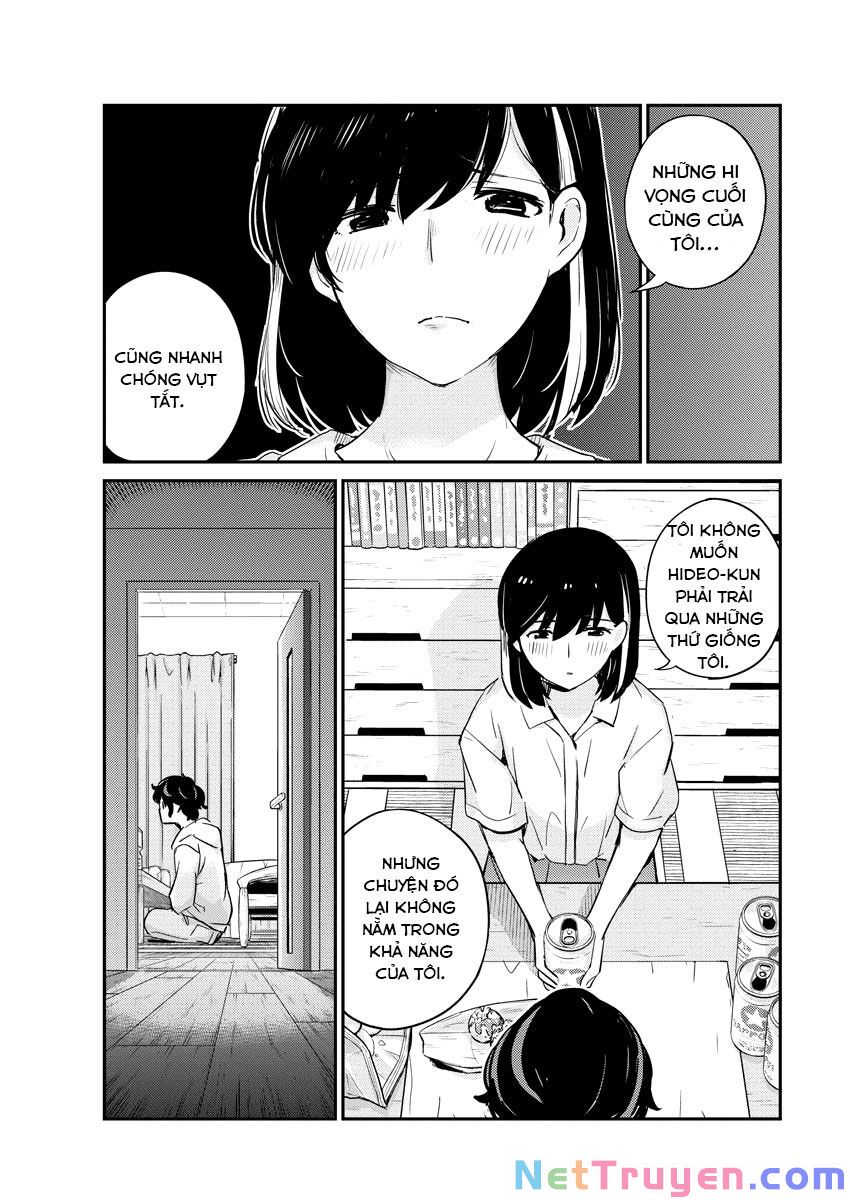 NHỮNG HI
VỌNG CUỐI
CÙNG CỦA
TÔI...
CŨNG NHANH
CHÓNG VỤT
TẮT.
TÔI KHÔNG
MUỐN
HIDEO-KUN
PHẢI TRẢI
QUA NHỮNG
THỨ GIỐNG
TÔI.
NHƯNG
CHUYỆN ĐÓ
LẠI KHÔNG
NẰM TRONG
KHẢ NĂNG
CỦA TÔI.
NetTruyen.com